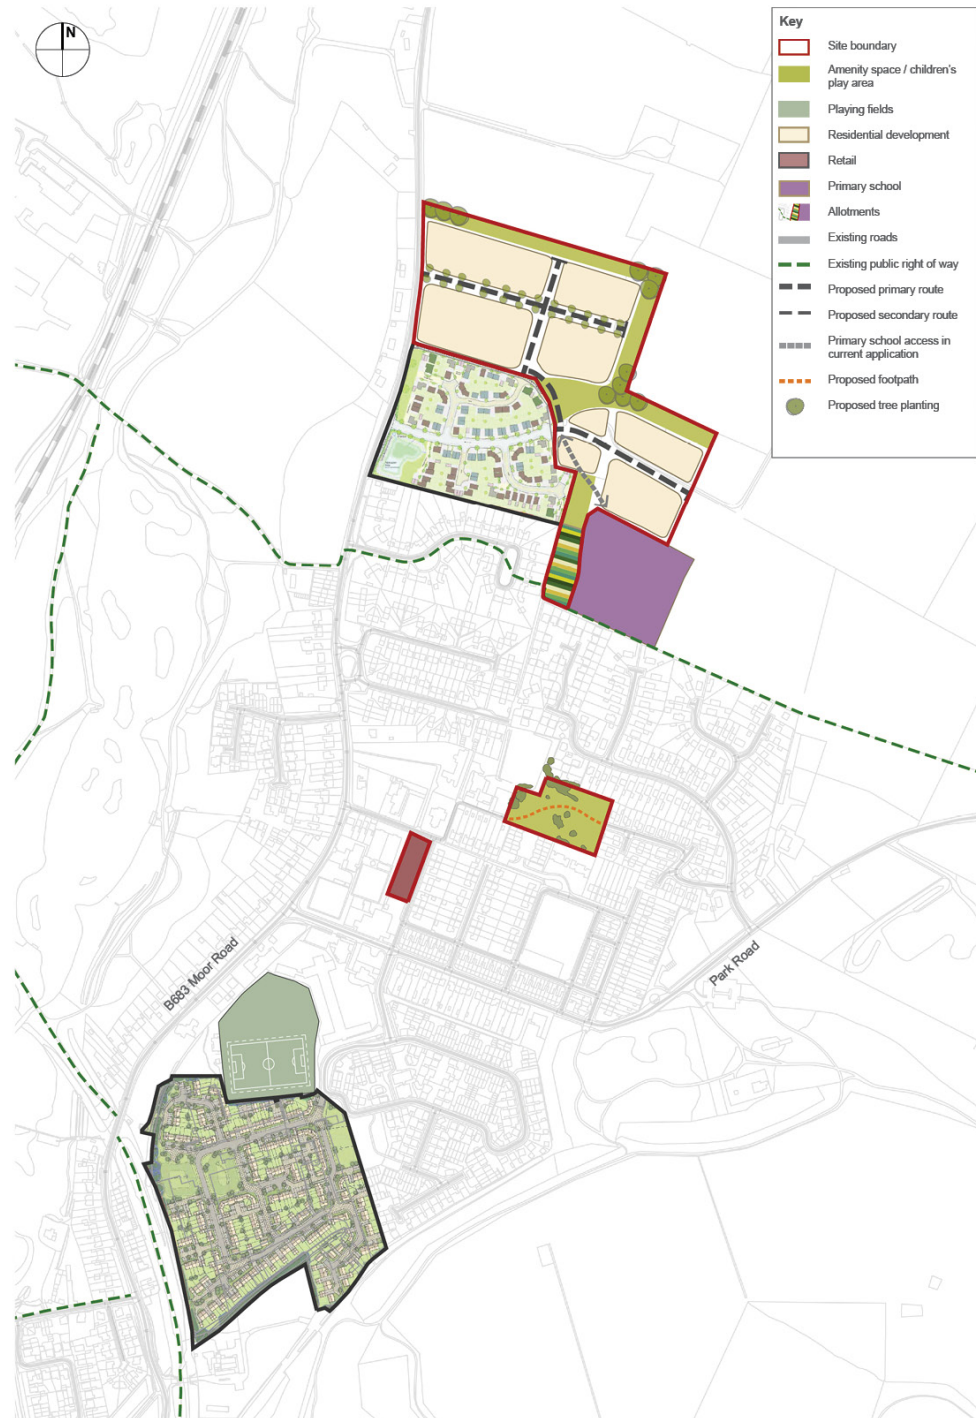 N
Key
Site boundary
Amenity space / children's
play area
Playing fields
Residential development
Retail
Primary school
Allotments
Existing roads
Existing public right of way
Proposed primary route
Proposed secondary route
Primary school access in
current application
Proposed footpath
Proposed tree planting
B683 Moor Road
Park Road